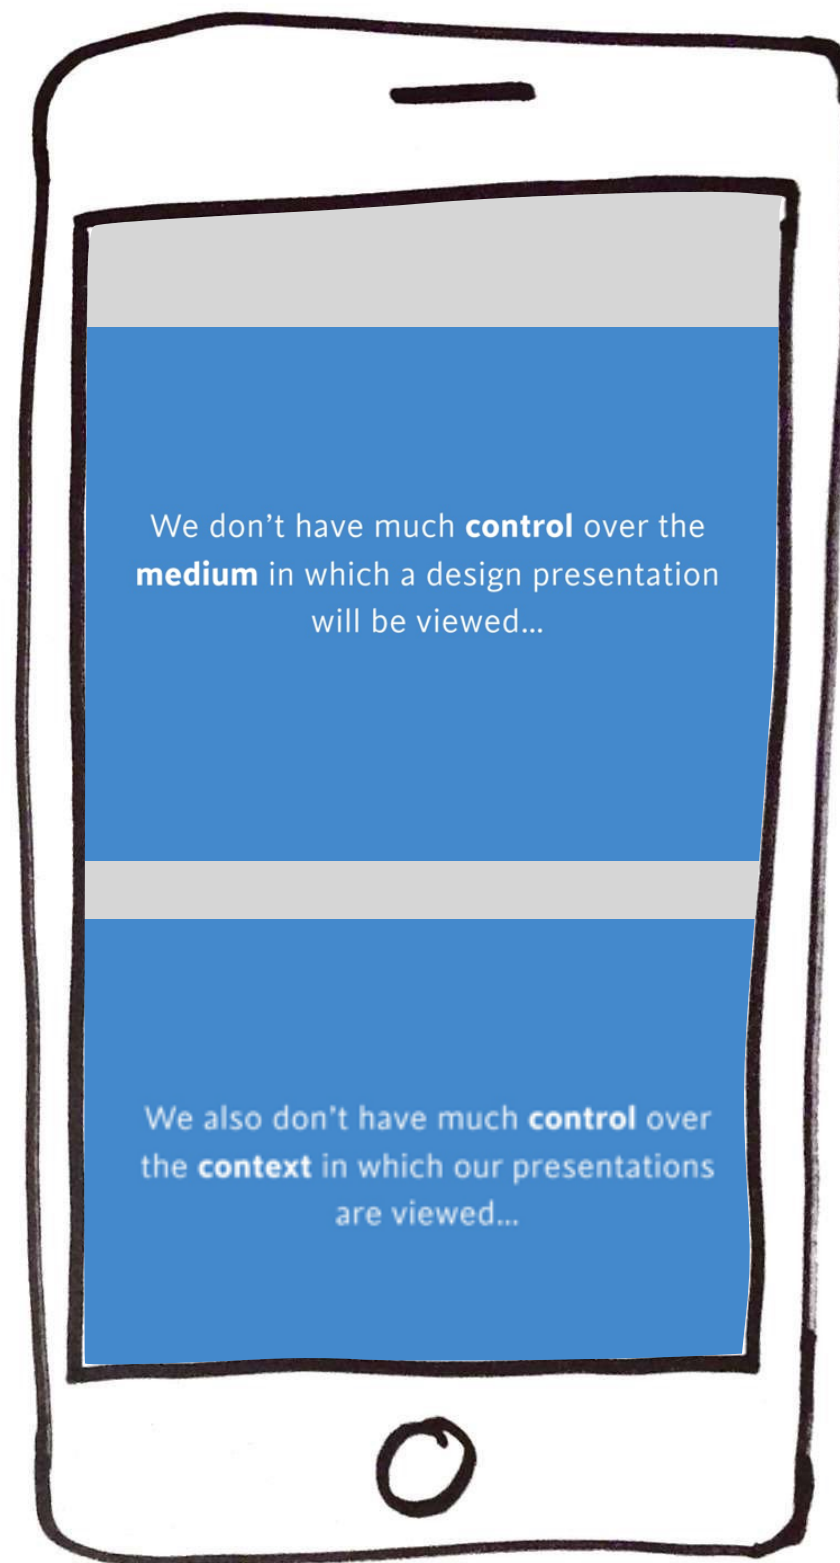 We don’t have much control over the
medium in which a design presentation
will be viewed...
We also don’t have much control over
the context in which our presentations
are viewed...